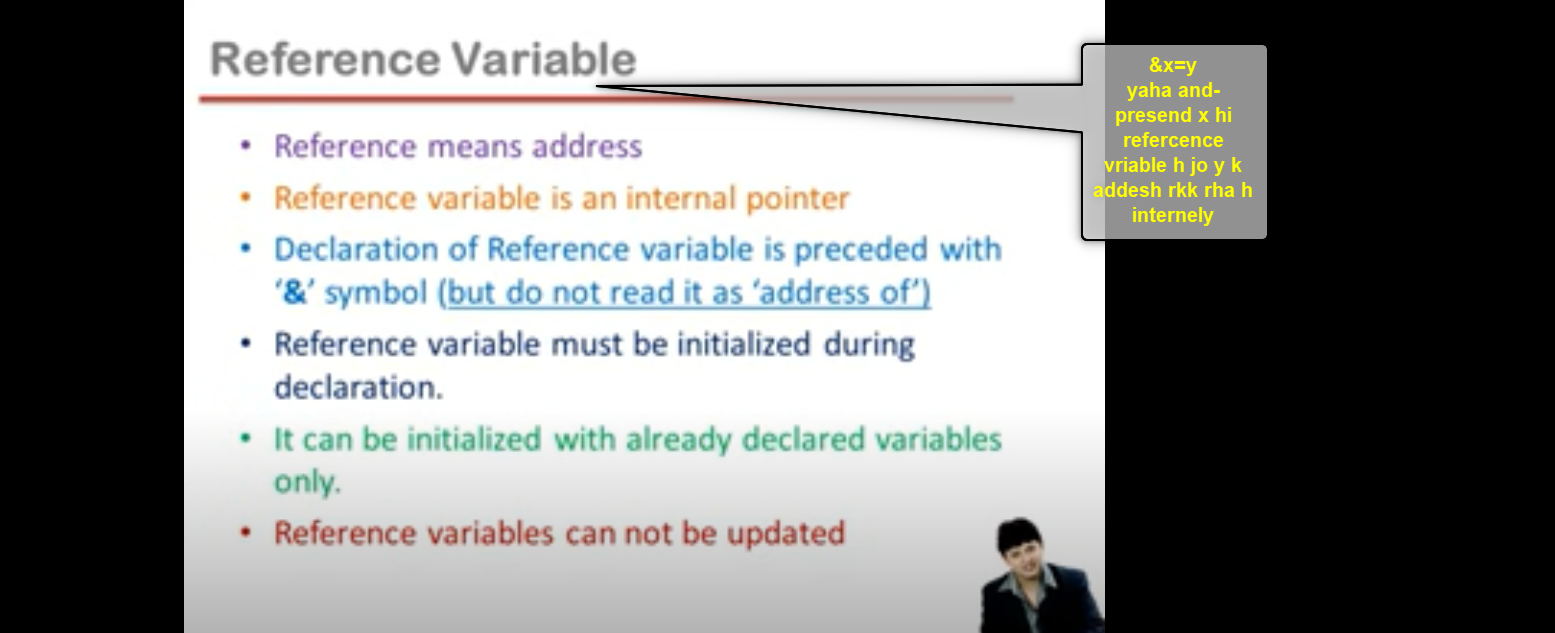 Reference Variable
• Reference means address
• Reference variable is an internal pointer
• Declaration of Reference variable is preceded with
‘&’ symbol (but do not read it as ‘address of’)
• Reference variable must be initialized during
declaration.
• It can be initialized with already declared variables
only.
• Reference variables can not be updated
&x=y
yaha and-
presend x hi
refercence
vriable h jo y k
addesh rkk rha h
internely